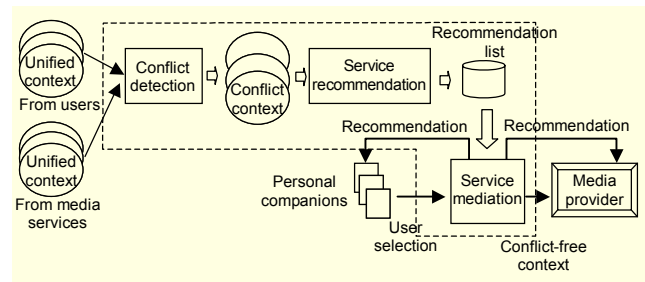 Unified
context
From users
Unified
context
From media
services
Conflict
detection
Conflict
context
Service
recommendation
Recommendation
list
Recommendation
Recommendation
Personal
companions
User
selection
Service
mediation
Media
provider
Conflict-free
context